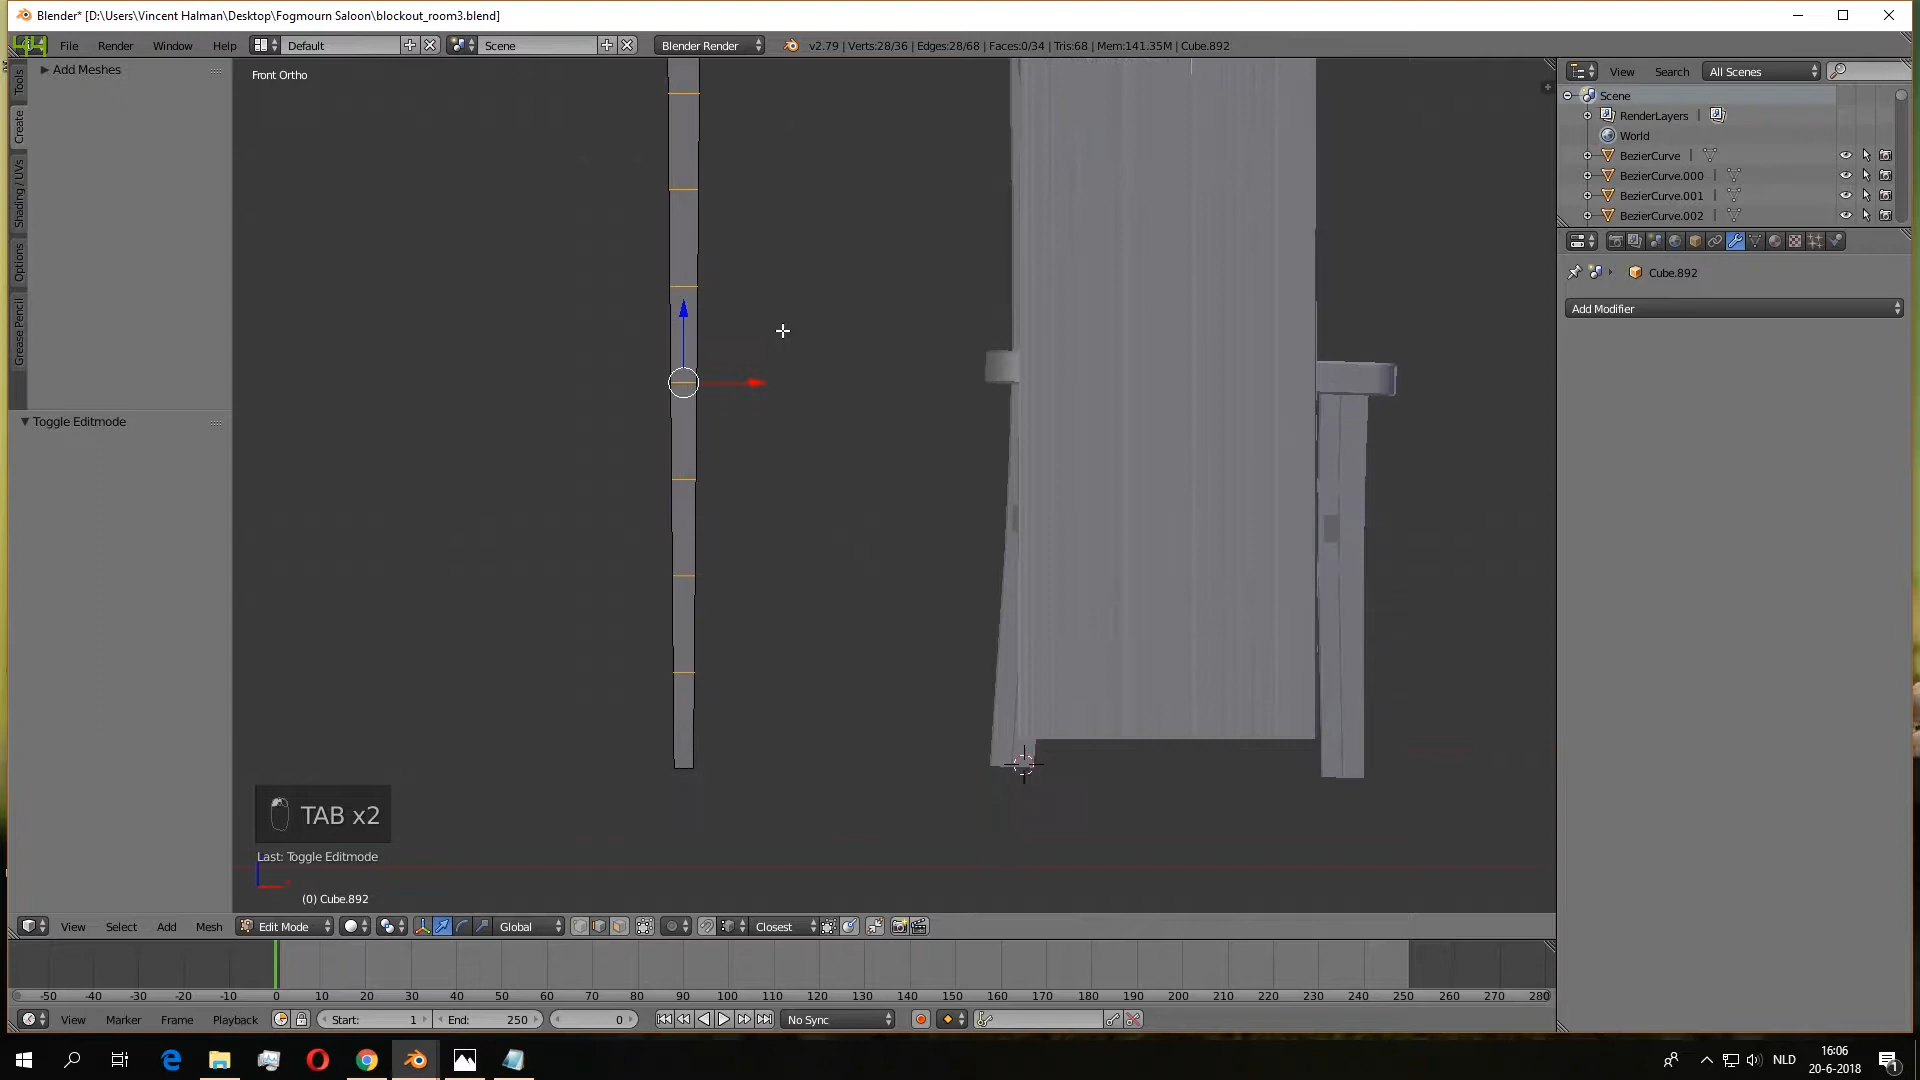 Blender* [D:\Users\Vincent Halman\Desktop\Fogmourn Saloon\blockout_room3.blend]
44
File Render Window Help Default Scene Blender Render v2.79 | Verts:28/36 | Edges:28/68 | Faces:0/34 | Tris:68 | Mem:141.35M | Cube.892
Add Meshes
Tools
Create
Shading / UVs
Options
Grease Pencil
Toggle Editmode
Front Ortho
TAB x2
Last: Toggle Editmode
(0) Cube.892
View Search All Scenes
Scene
RenderLayers
World
BezierCurve
BezierCurve.000
BezierCurve.001
BezierCurve.002
Cube.892
Add Modifier
View Select Add Mesh Edit Mode Global Closest
-50 -40 -30 -20 -10 0 10 20 30 40 50 60 70 80 90 100 110 120 130 140 150 160 170 180 190 200 210 220 230 240 250 260 270 280
View Marker Frame Playback Start: 1 End: 250 0 No Sync
NLD
16:06
20-6-2018
1